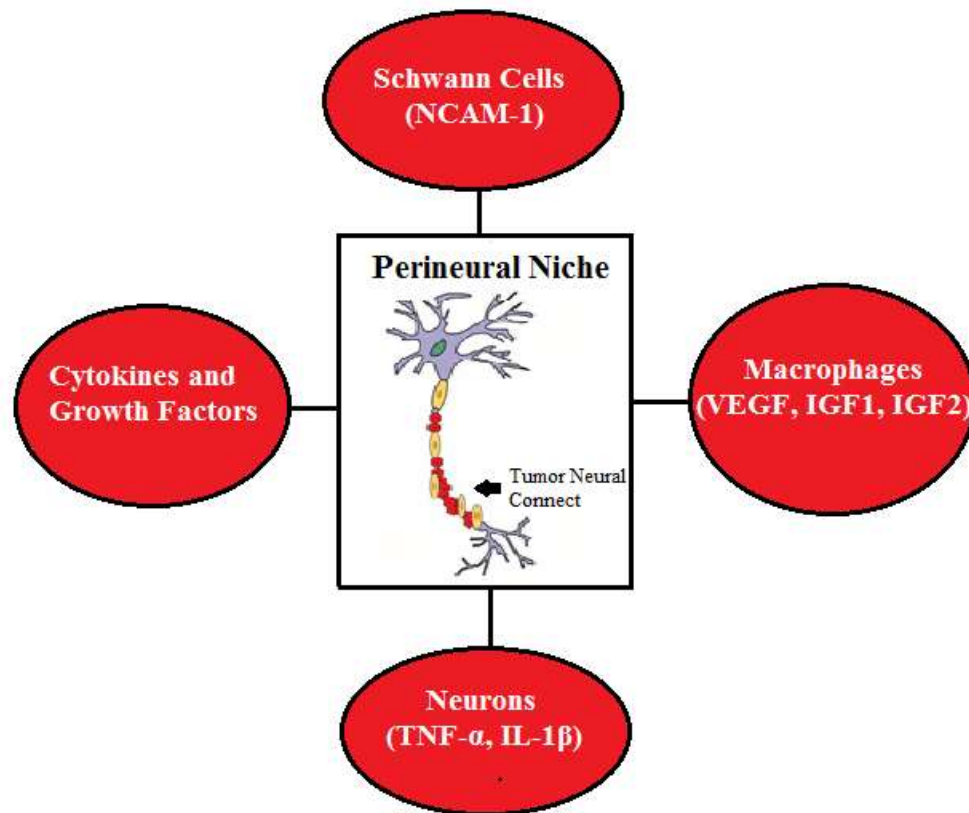 Schwann Cells
(NCAM-1)
Perineural Niche
Cytokines and
Growth Factors
Macrophages
(VEGF, IGF1, IGF2)
Tumor Neural
Connect
Neurons
(TNF-α, IL-1β)